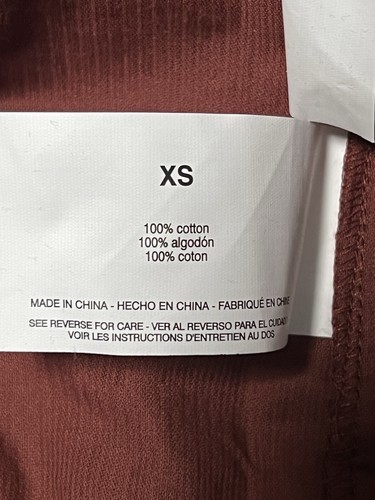 XS
100% cotton
100% algodón
100% coton
MADE IN CHINA - HECHO EN CHINA - FABRIQUÉ EN CHINE
SEE REVERSE FOR CARE - VER AL REVERSO PARA EL CUIDADO
VOIR LES INSTRUCTIONS D'ENTRETIEN AU DOS